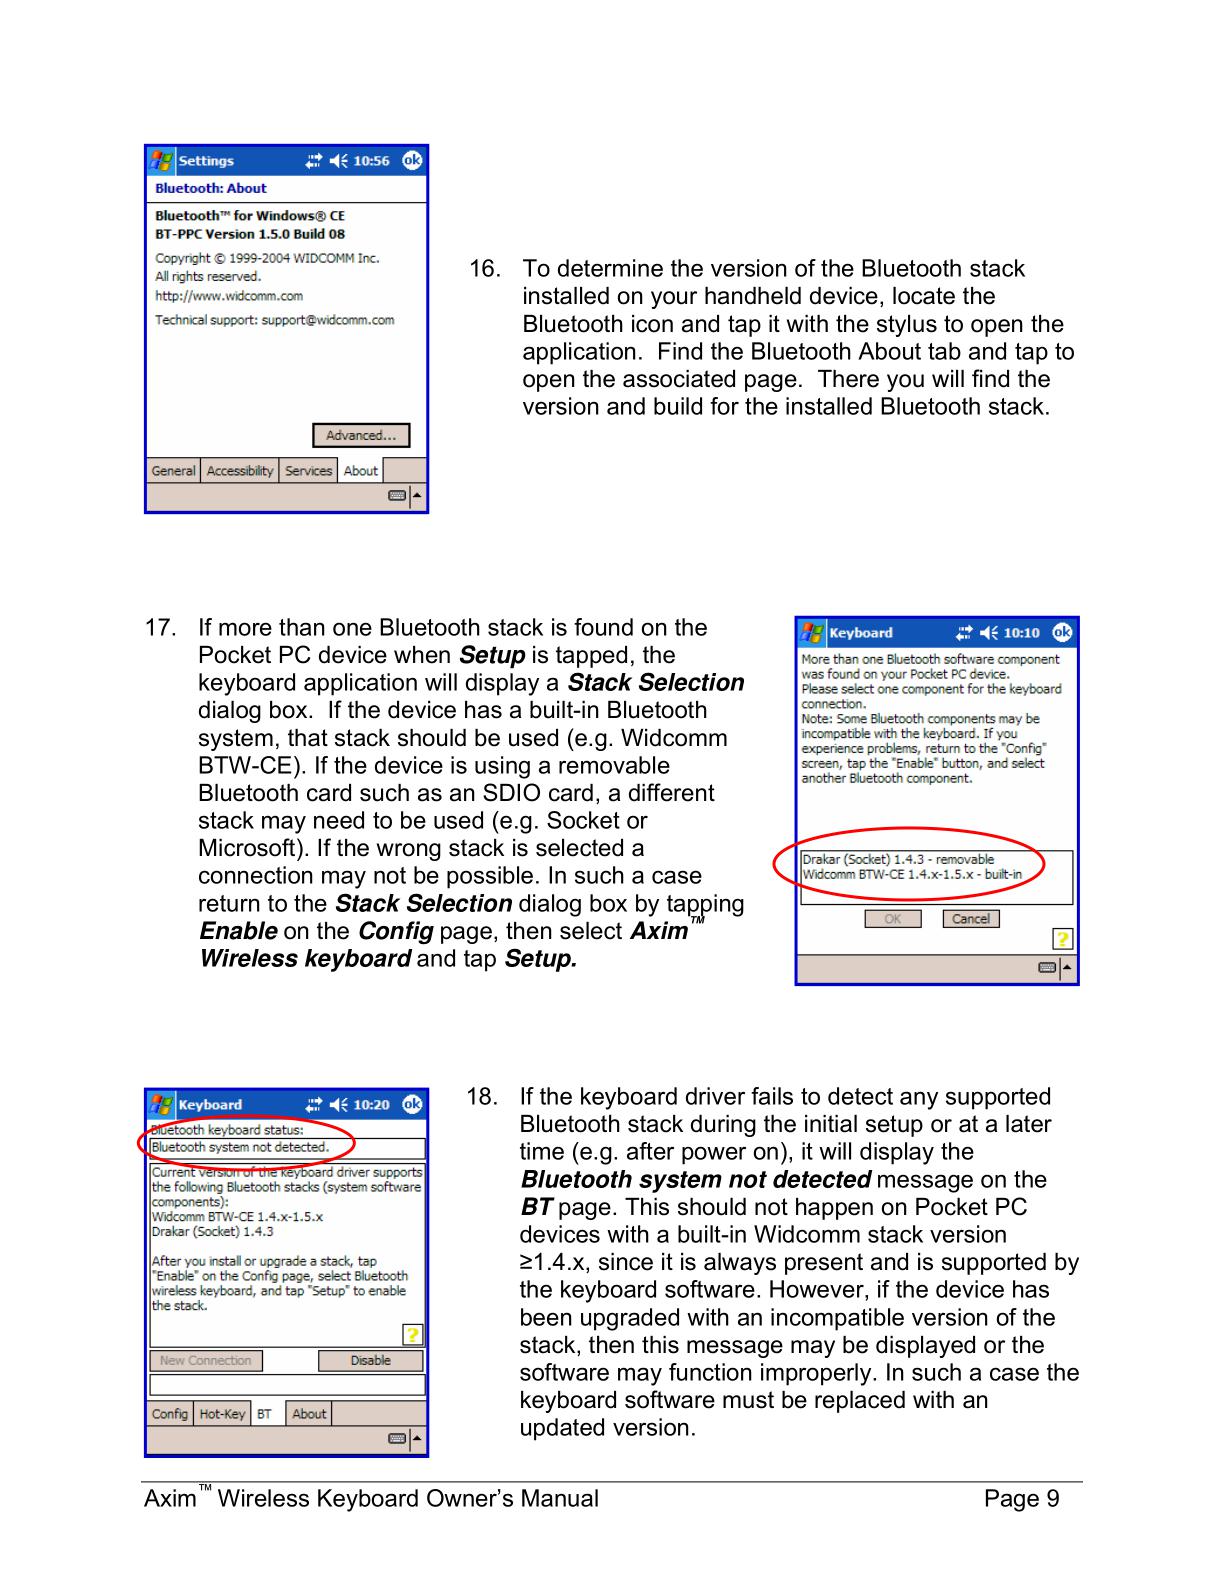 Settings 10:56 ok
Bluetooth: About
Bluetooth™ for Windows® CE
BT-PPC Version 1.5.0 Build 08
Copyright © 1999-2004 WIDCOMM Inc.
All rights reserved.
http://www.widcomm.com
Technical support: support@widcomm.com
Advanced...
General Accessibility Services About
16. To determine the version of the Bluetooth stack
installed on your handheld device, locate the
Bluetooth icon and tap it with the stylus to open the
application. Find the Bluetooth About tab and tap to
open the associated page. There you will find the
version and build for the installed Bluetooth stack.
17. If more than one Bluetooth stack is found on the
Pocket PC device when Setup is tapped, the
keyboard application will display a Stack Selection
dialog box. If the device has a built-in Bluetooth
system, that stack should be used (e.g. Widcomm
BTW-CE). If the device is using a removable
Bluetooth card such as an SDIO card, a different
stack may need to be used (e.g. Socket or
Microsoft). If the wrong stack is selected a
connection may not be possible. In such a case
return to the Stack Selection dialog box by tapping
Enable on the Config page, then select Axim™
Wireless keyboard and tap Setup.
Keyboard 10:10 ok
More than one Bluetooth software component
was found on your Pocket PC device.
Please select one component for the keyboard
connection.
Note: Some Bluetooth components may be
incompatible with the keyboard. If you
experience problems, return to the "Config"
screen, tap the "Enable" button, and select
another Bluetooth component.
Drakar (Socket) 1.4.3 - removable
Widcomm BTW-CE 1.4.x-1.5.x - built-in
OK Cancel
?
Keyboard 10:20 ok
Bluetooth keyboard status:
Bluetooth system not detected.
Current version of the keyboard driver supports
the following Bluetooth stacks (system software
components):
Widcomm BTW-CE 1.4.x-1.5.x
Drakar (Socket) 1.4.3
After you install or upgrade a stack, tap
"Enable" on the Config page, select Bluetooth
wireless keyboard, and tap "Setup" to enable
the stack.
?
New Connection Disable
Config Hot-Key BT About
18. If the keyboard driver fails to detect any supported
Bluetooth stack during the initial setup or at a later
time (e.g. after power on), it will display the
Bluetooth system not detected message on the
BT page. This should not happen on Pocket PC
devices with a built-in Widcomm stack version
≥1.4.x, since it is always present and is supported by
the keyboard software. However, if the device has
been upgraded with an incompatible version of the
stack, then this message may be displayed or the
software may function improperly. In such a case the
keyboard software must be replaced with an
updated version.
Axim™ Wireless Keyboard Owner's Manual Page 9